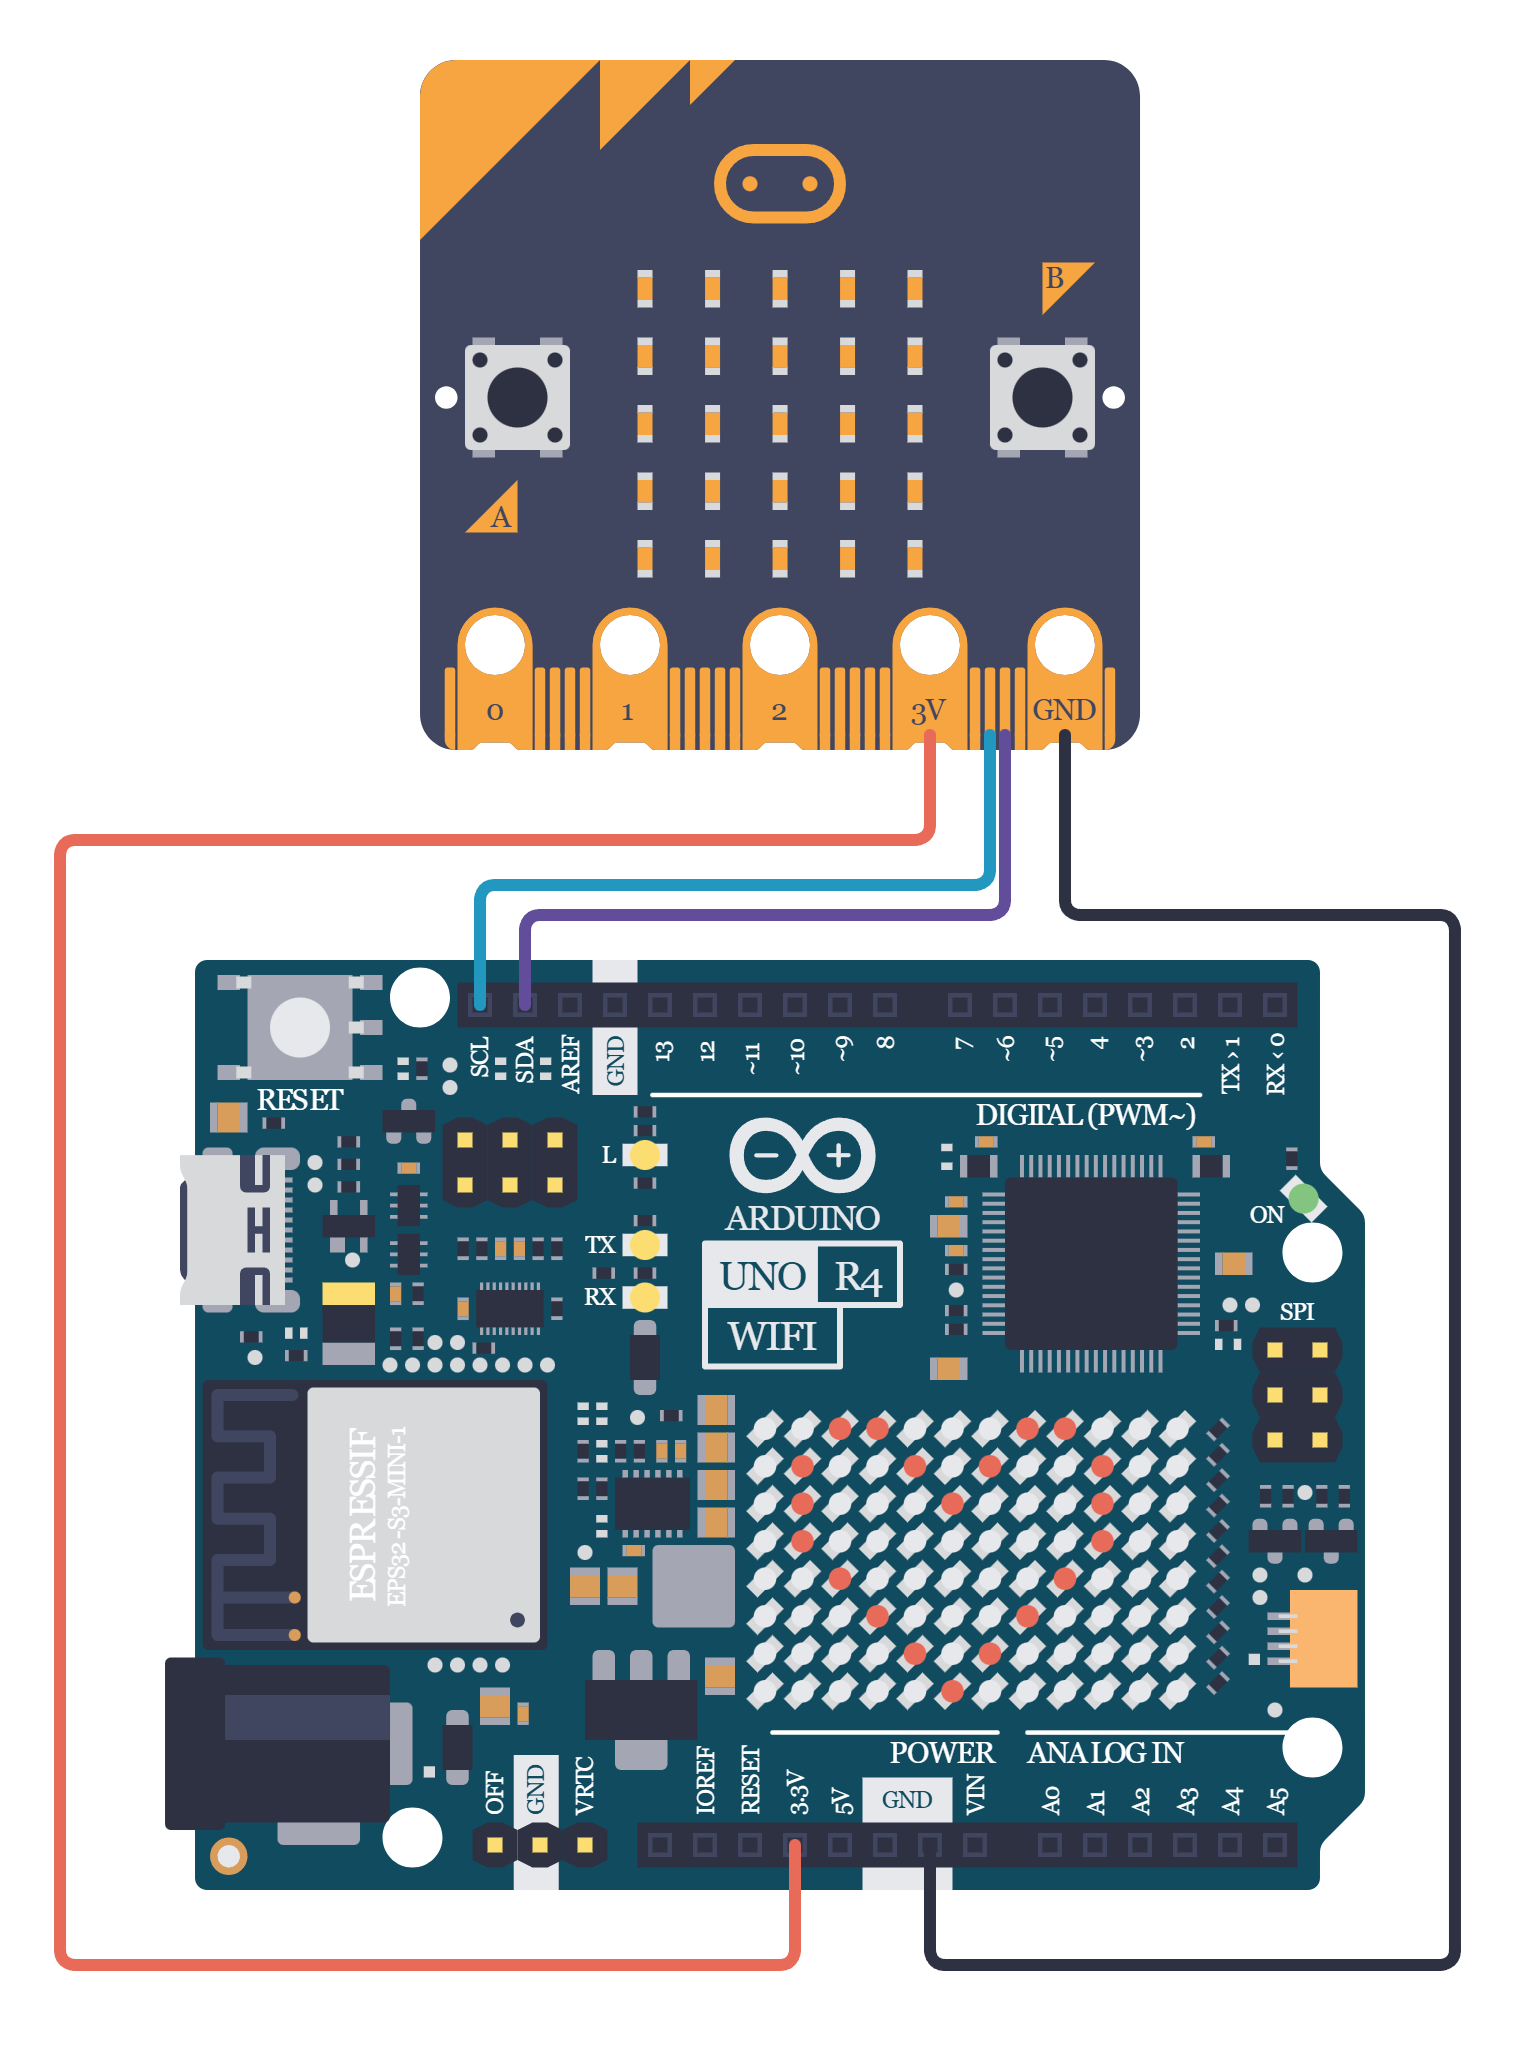 B
A
0
1
2
3V
GND
SCL
SDA
AREF
GND
13
12
~11
~10
~9
8
7
~6
~5
4
~3
2
TX › 1
RX ‹ 0
RESET
DIGITAL (PWM~)
L
ARDUINO
ON
TX
UNO R4
RX
WIFI
SPI
ESPRESSIF
EPS32 -S3-MINI-1
POWER
ANALOG IN
OFF
GND
VRTC
IOREF
RESET
3.3V
5V
GND
VIN
A0
A1
A2
A3
A4
A5